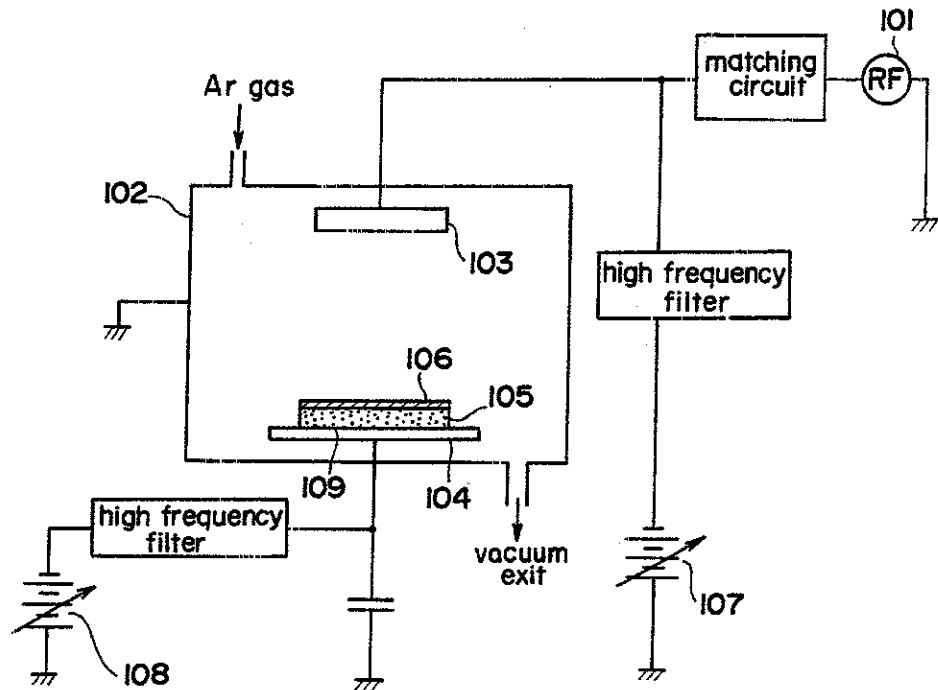 101
matching
circuit
RF
Ar gas
102
103
high frequency
filter
106
105
109
104
high frequency
filter
vacuum
exit
107
108